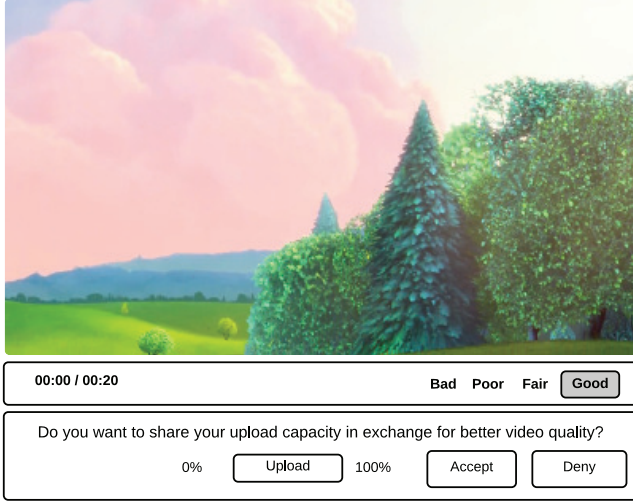 00:00 / 00:20 Bad Poor Fair Good
Do you want to share your upload capacity in exchange for better video quality?
0% Upload 100% Accept Deny